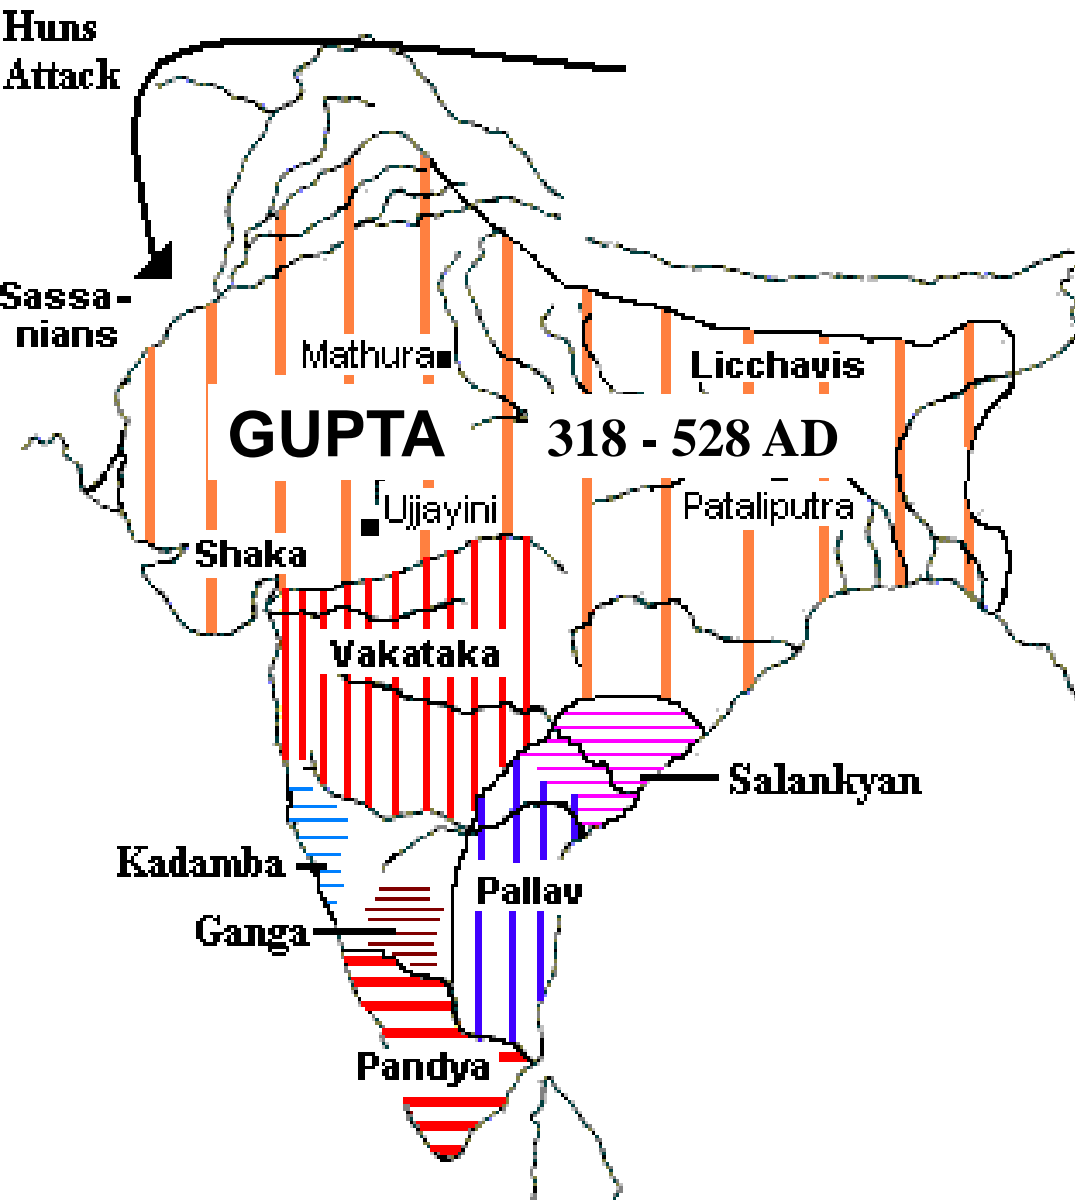 Huns
Attack
Sassa-
nians
Mathura
Licchavis
GUPTA 318 - 528 AD
Ujjayini
Pataliputra
Shaka
Vakataka
Salankyan
Kadamba
Pallav
Ganga
Pandya